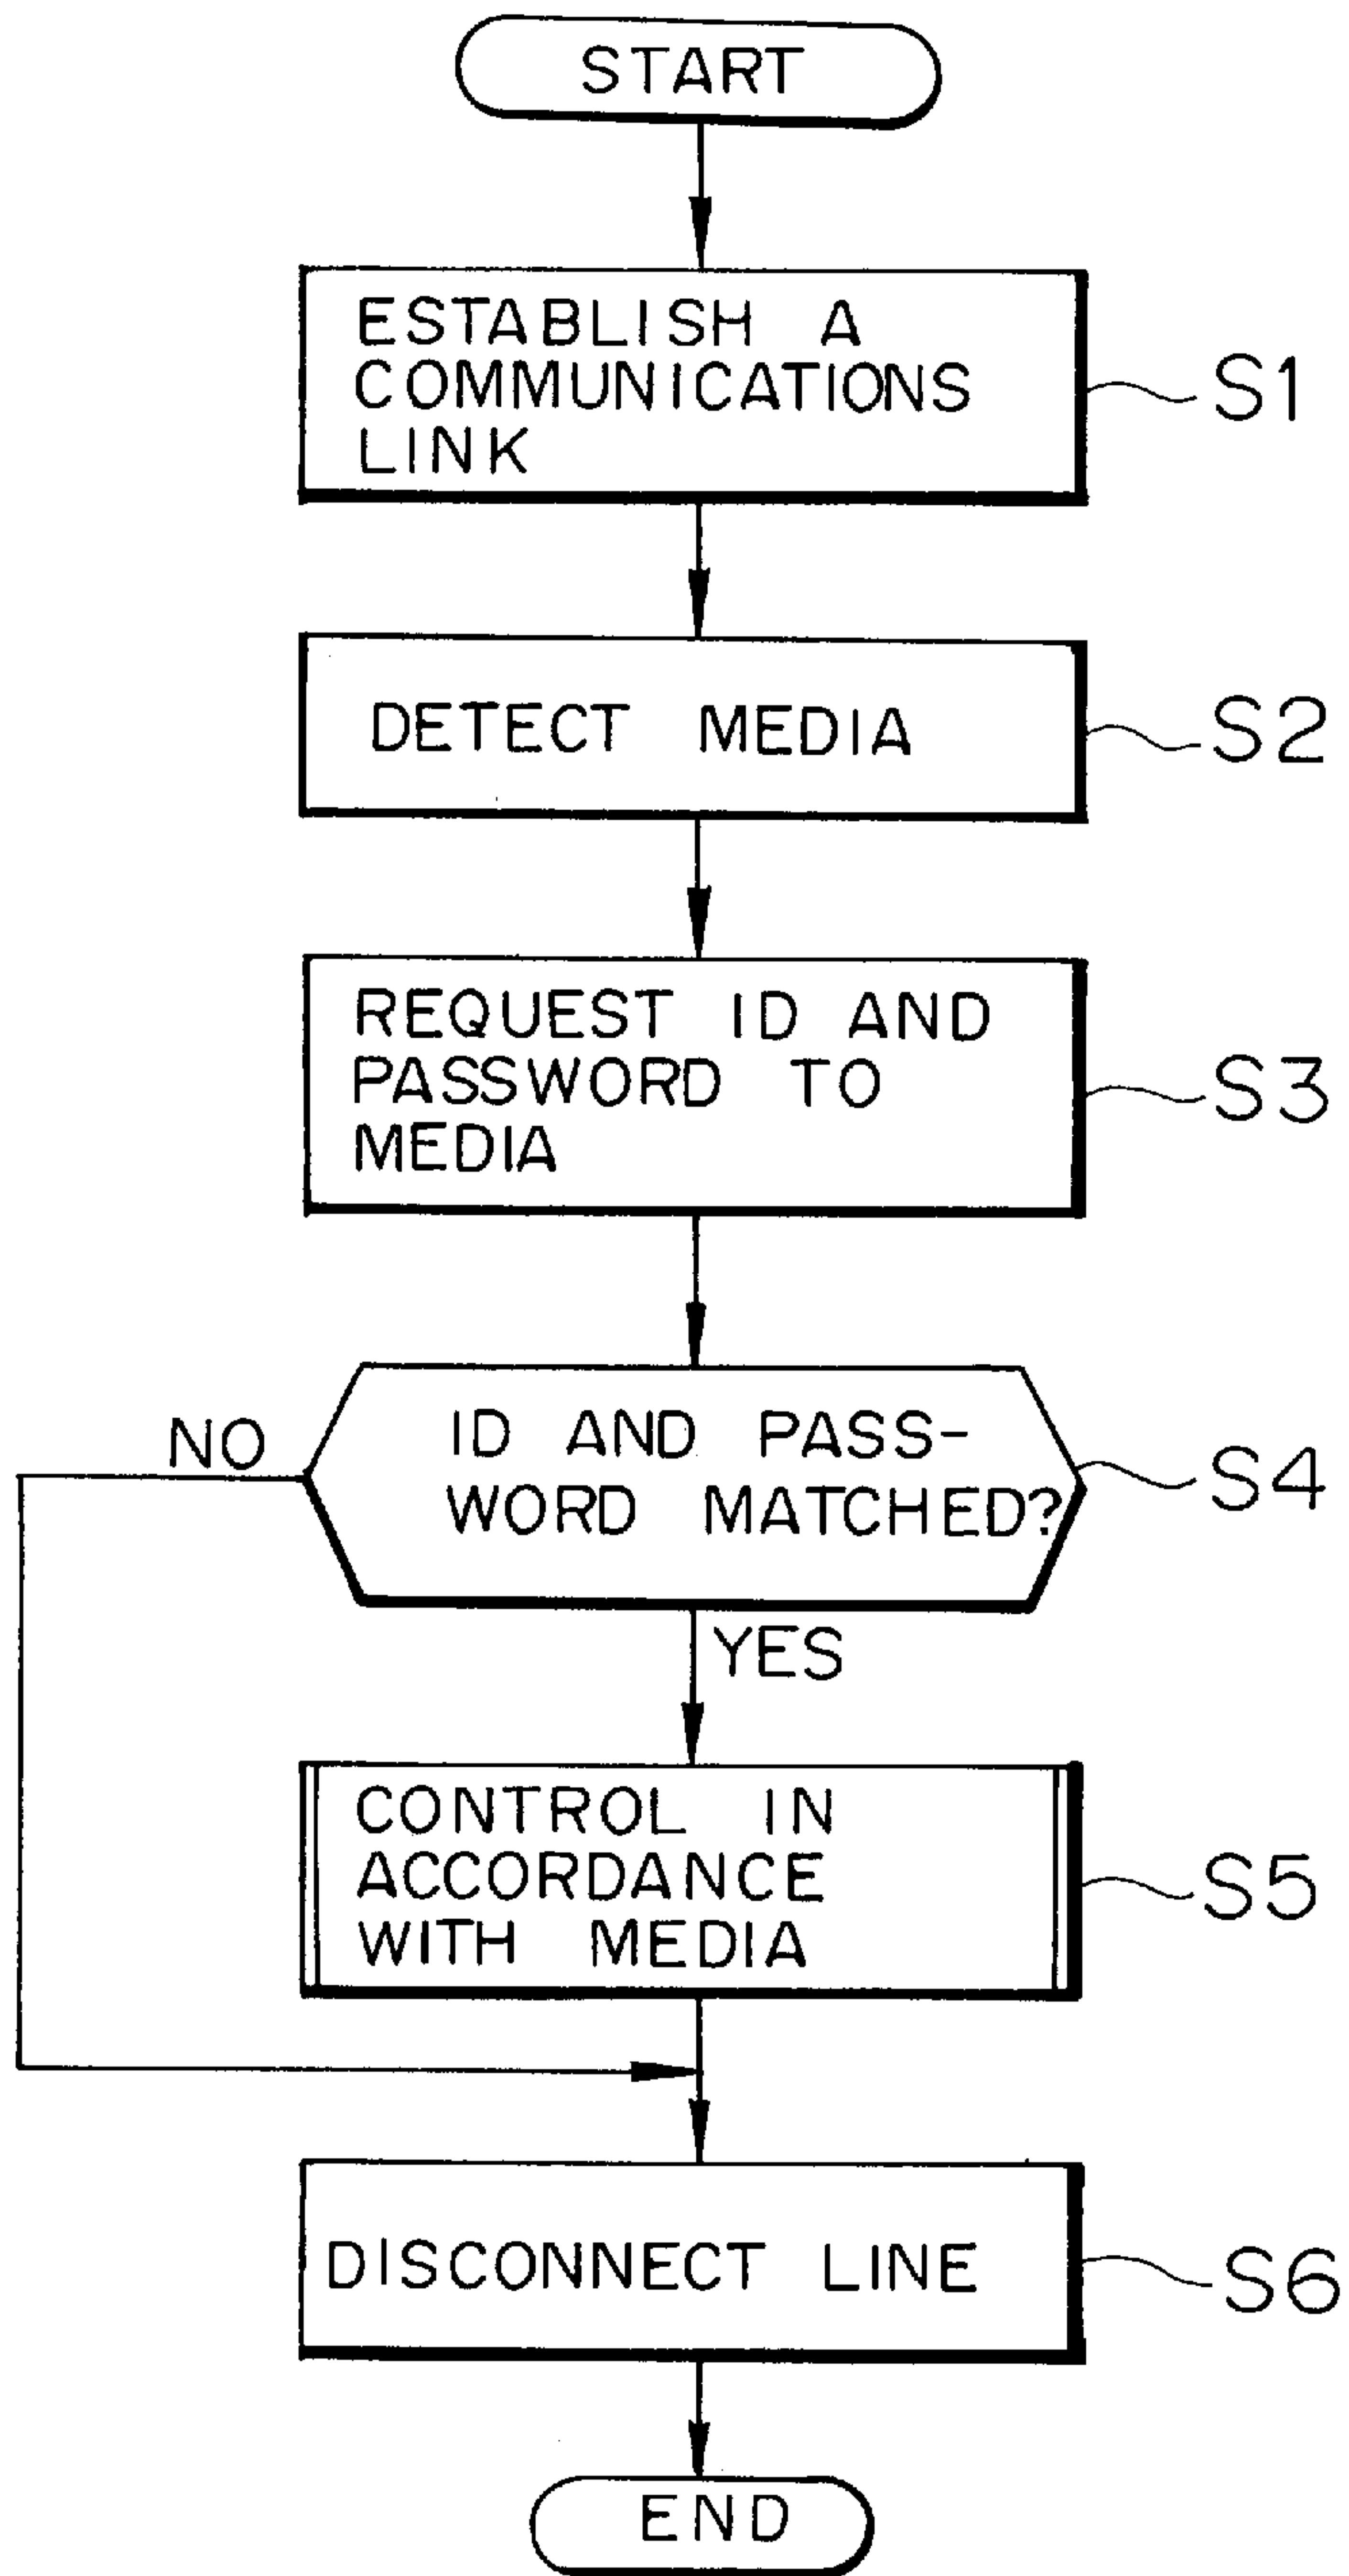 START
ESTABLISH A
COMMUNICATIONS
LINK
S1
DETECT MEDIA
S2
REQUEST ID AND
PASSWORD TO
MEDIA
S3
NO
ID AND PASS-
WORD MATCHED?
S4
YES
CONTROL IN
ACCORDANCE
WITH MEDIA
S5
DISCONNECT LINE
S6
END